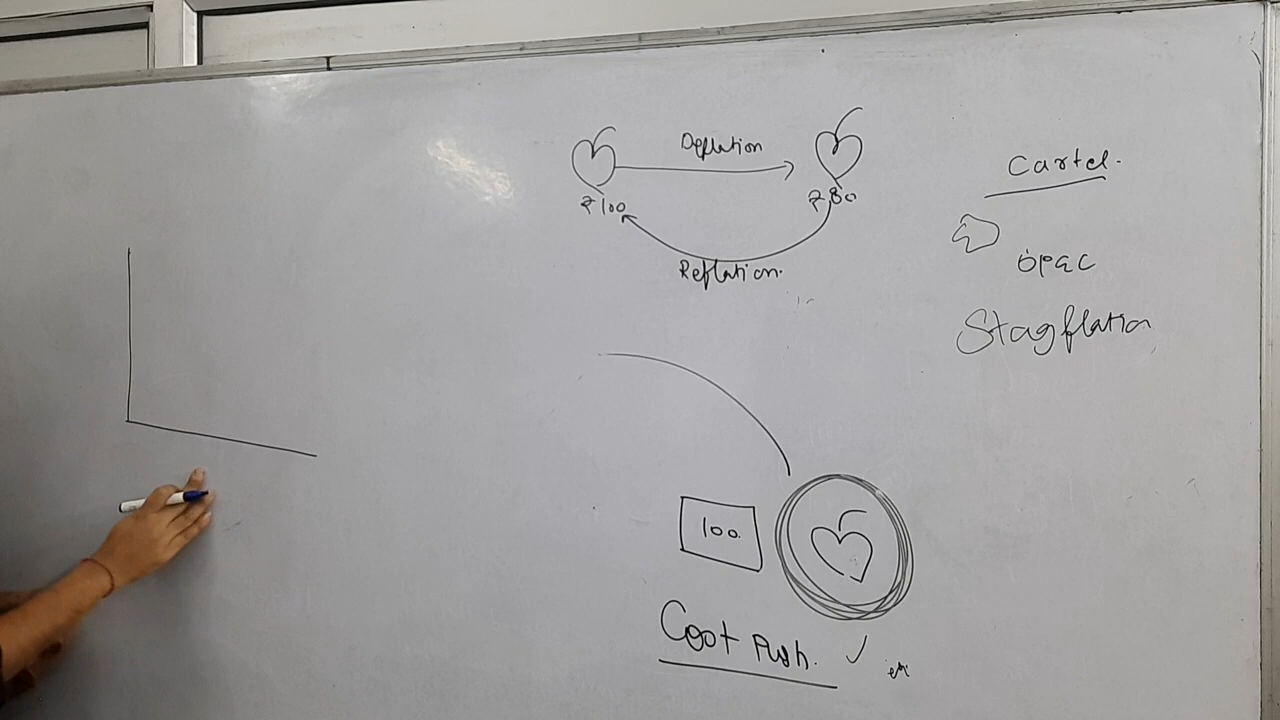 Deflation
₹100
₹80
Reflation.
Cartel.
opec
Stagflation
100
Cost Push.